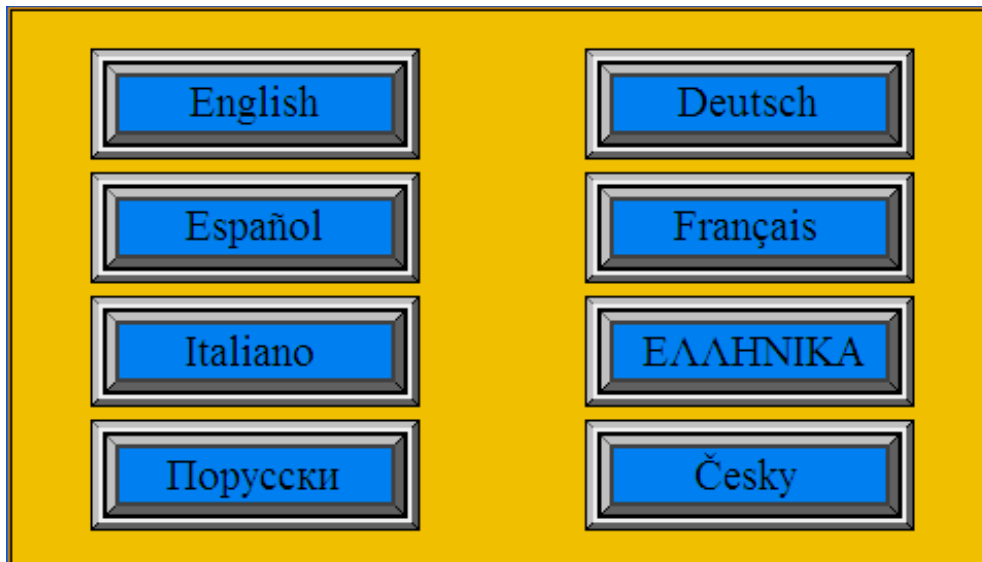 English
Deutsch
Español
Français
Italiano
ΕΛΛΗΝΙΚΑ
Порусски
Česky